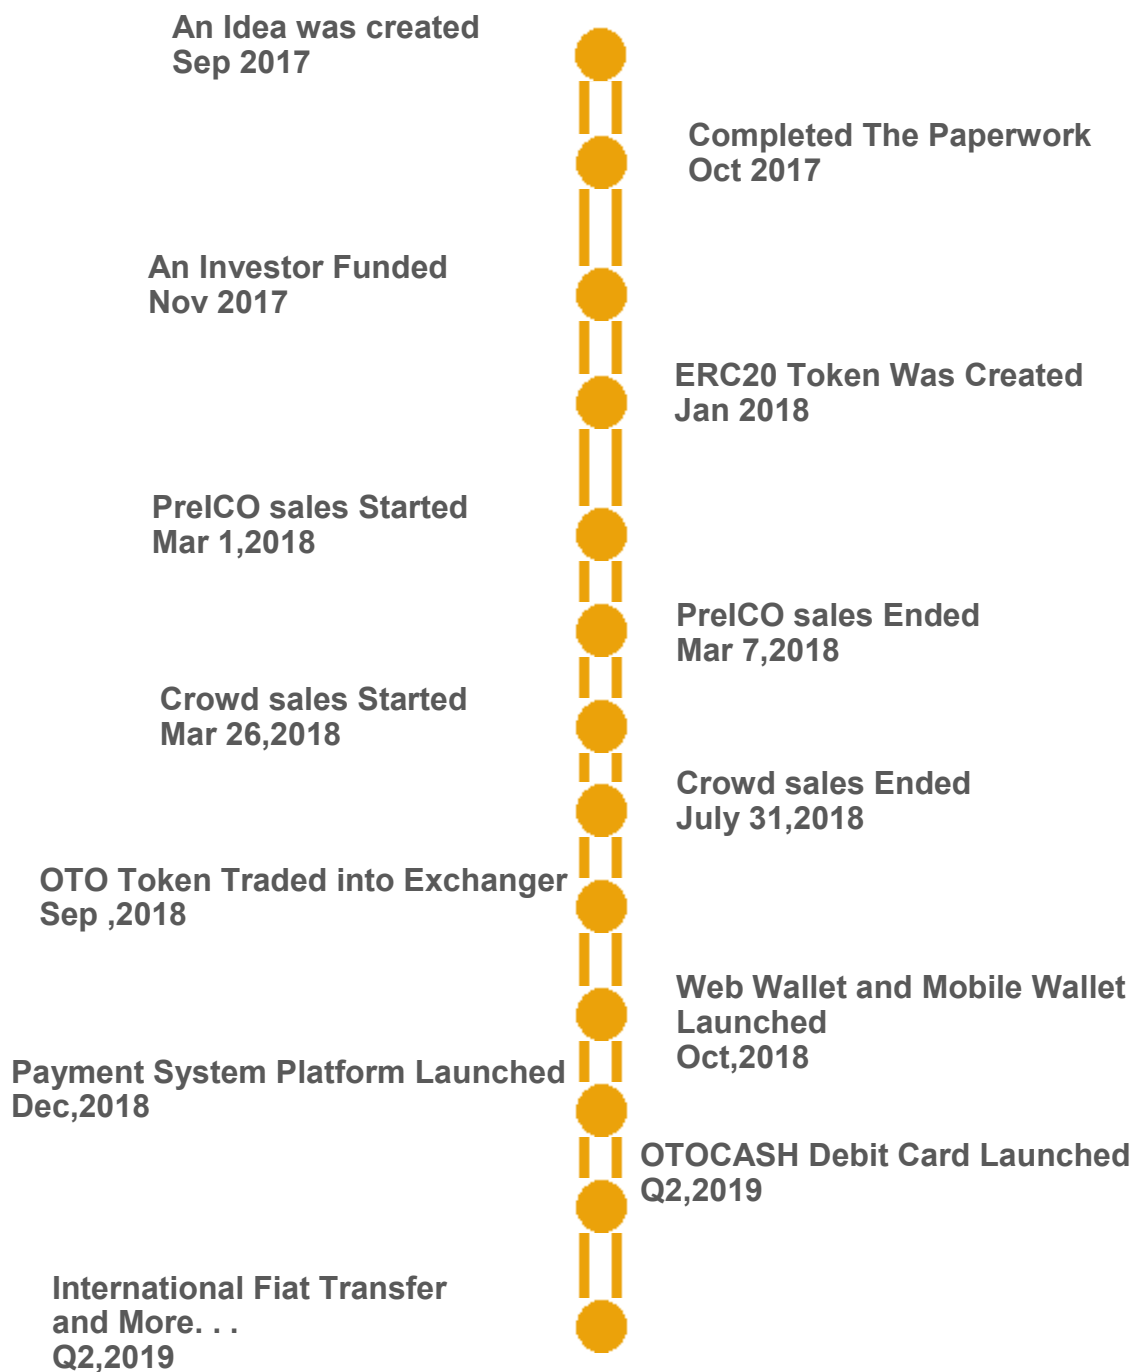 An Idea was created
Sep 2017
Completed The Paperwork
Oct 2017
An Investor Funded
Nov 2017
ERC20 Token Was Created
Jan 2018
PreICO sales Started
Mar 1,2018
PreICO sales Ended
Mar 7,2018
Crowd sales Started
Mar 26,2018
Crowd sales Ended
July 31,2018
OTO Token Traded into Exchanger
Sep ,2018
Web Wallet and Mobile Wallet
Launched
Oct,2018
Payment System Platform Launched
Dec,2018
OTOCASH Debit Card Launched
Q2,2019
International Fiat Transfer
and More. . .
Q2,2019